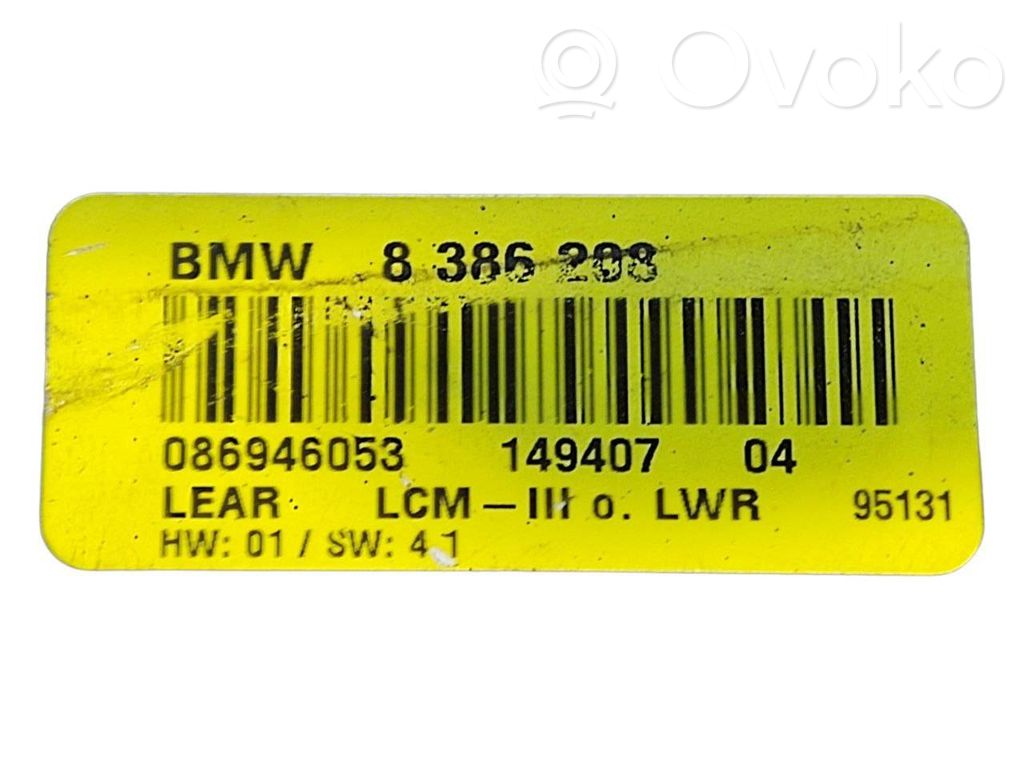 Ovoko
BMW 8 386 208
086946053 149407 04
LEAR LCM-III o. LWR 95131
HW: 01 / SW: 4.1